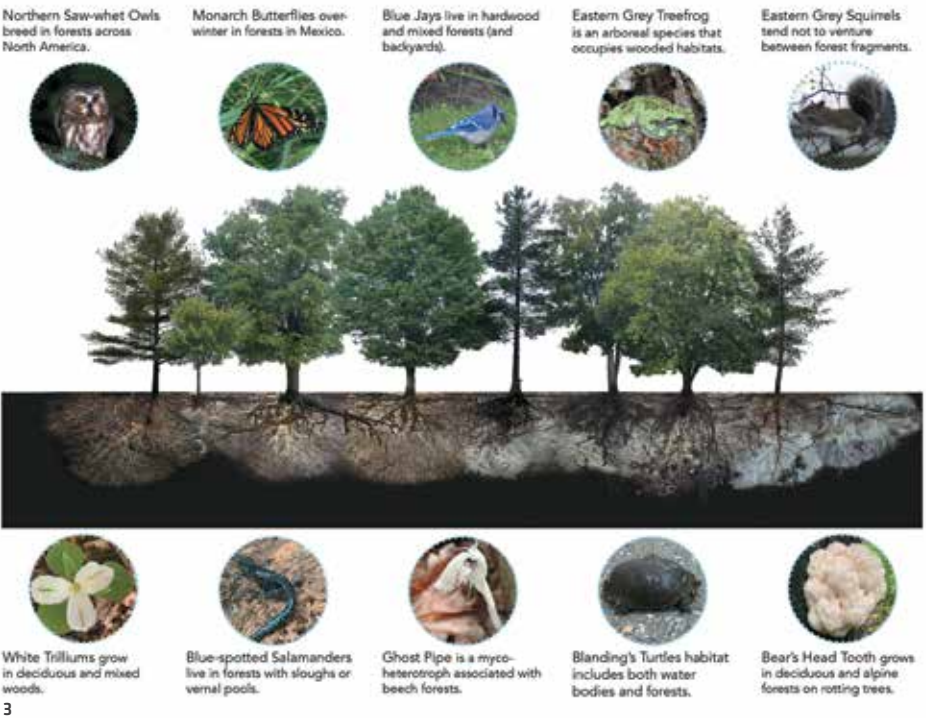 Northern Saw-whet Owls
breed in forests across
North America.
Monarch Butterflies over-
winter in forests in Mexico.
Blue Jays live in hardwood
and mixed forests (and
backyards).
Eastern Grey Treefrog
is an arboreal species that
occupies wooded habitats.
Eastern Grey Squirrels
tend not to venture
between forest fragments.
White Trilliums grow
in deciduous and mixed
woods.
Blue-spotted Salamanders
live in forests with sloughs or
vernal pools.
Ghost Pipe is a myco-
heterotroph associated with
beech forests.
Blanding's Turtles habitat
includes both water
bodies and forests.
Bear's Head Tooth grows
in deciduous and alpine
forests on rotting trees.
3